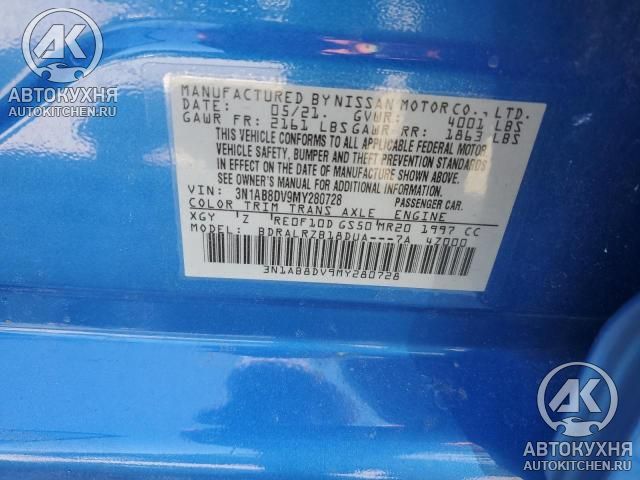 AK
АВТОКУХНЯ
AUTOKITCHEN.RU
MANUFACTURED BY NISSAN MOTOR CO., LTD.
DATE: 05/21. GVWR: 4001 LBS
GAWR FR: 2161 LBS GAWR RR: 1863 LBS
THIS VEHICLE CONFORMS TO ALL APPLICABLE FEDERAL MOTOR
VEHICLE SAFETY, BUMPER AND THEFT PREVENTION STANDARDS
IN EFFECT ON THE DATE OF MANUFACTURE SHOWN ABOVE.
SEE OWNER'S MANUAL FOR ADDITIONAL INFORMATION
VIN: 3N1AB8DV9MY280728 PASSENGER CAR.
COLOR TRIM TRANS AXLE ENGINE
XGY 'Z RE0F10D GS50 MR20 1997 CC
MODEL: BDRALRZB18DUA---7A 47000
3N1AB8DV9MY280728
AK
АВТОКУХНЯ
AUTOKITCHEN.RU